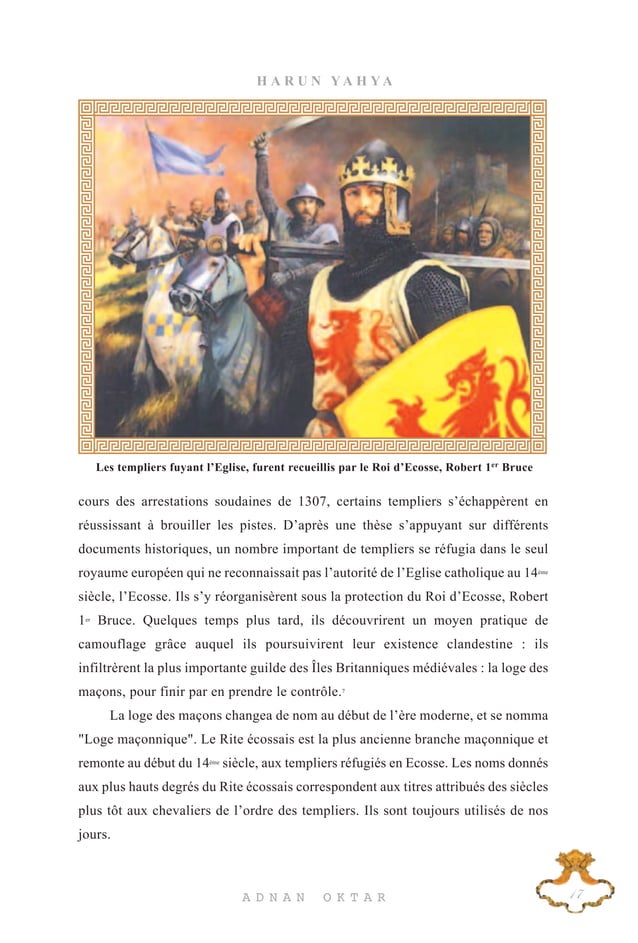 HARUN YAHYA
Les templiers fuyant l’Eglise, furent recueillis par le Roi d’Ecosse, Robert 1er Bruce
cours des arrestations soudaines de 1307, certains templiers s’échappèrent en
réussissant à brouiller les pistes. D’après une thèse s’appuyant sur différents
documents historiques, un nombre important de templiers se réfugia dans le seul
royaume européen qui ne reconnaissait pas l’autorité de l’Eglise catholique au 14ème
siècle, l’Ecosse. Ils s’y réorganisèrent sous la protection du Roi d’Ecosse, Robert
1er Bruce. Quelques temps plus tard, ils découvrirent un moyen pratique de
camouflage grâce auquel ils poursuivirent leur existence clandestine : ils
infiltrèrent la plus importante guilde des Îles Britanniques médiévales : la loge des
maçons, pour finir par en prendre le contrôle.7
La loge des maçons changea de nom au début de l’ère moderne, et se nomma
"Loge maçonnique". Le Rite écossais est la plus ancienne branche maçonnique et
remonte au début du 14ème siècle, aux templiers réfugiés en Ecosse. Les noms donnés
aux plus hauts degrés du Rite écossais correspondent aux titres attribués des siècles
plus tôt aux chevaliers de l’ordre des templiers. Ils sont toujours utilisés de nos
jours.
17
ADNAN OKTAR